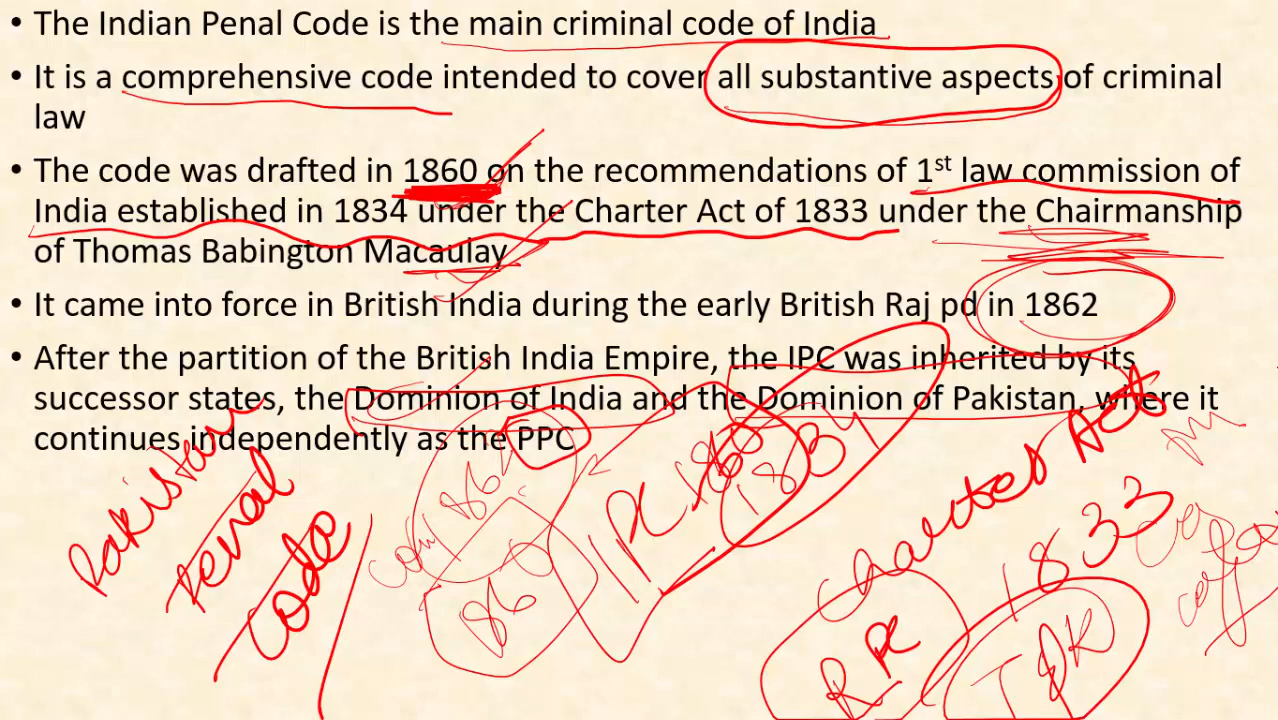 • The Indian Penal Code is the main criminal code of India
• It is a comprehensive code intended to cover all substantive aspects of criminal
law
• The code was drafted in 1860 on the recommendations of 1st law commission of
India established in 1834 under the Charter Act of 1833 under the Chairmanship
of Thomas Babington Macaulay
• It came into force in British India during the early British Raj pd in 1862
• After the partition of the British India Empire, the IPC was inherited by its
successor states, the Dominion of India and the Dominion of Pakistan, where it
continues independently as the PPC
Pakistan
Penal
Code
IPC 1860
1834
Charter Act
1833
RPC
J&K